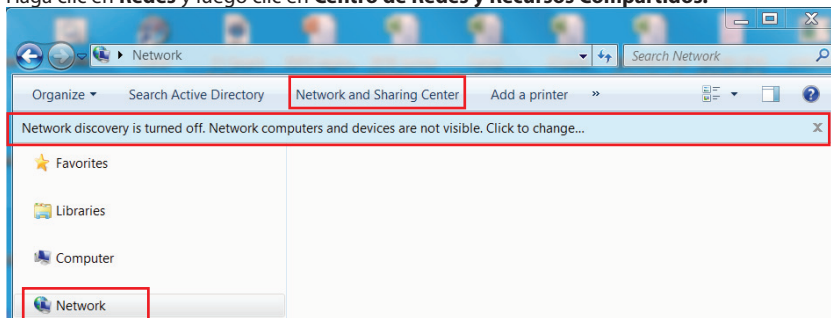 Haga clic en Redes y luego clic en Centro de Redes y Recursos Compartidos.
Network
Search Network
Organize Search Active Directory Network and Sharing Center Add a printer »
Network discovery is turned off. Network computers and devices are not visible. Click to change...
Favorites
Libraries
Computer
Network